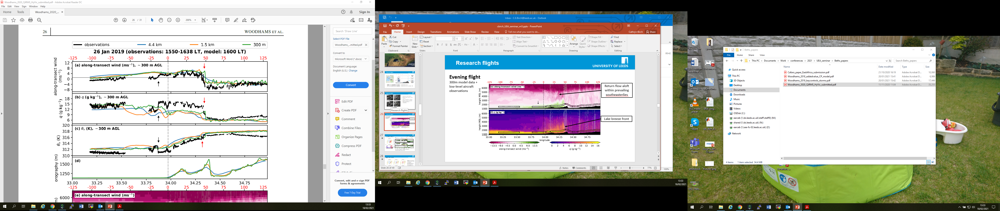 Woodhams_2020_QJRMS_HyVic_submitted.pdf - Adobe Acrobat Reader DC
File Edit View Sign Window Help
Home Tools Woodhams_2020_... ×
Sign In
26 / 31
200%
26
WOODHAMS ET AL.
observations 4.4 km 1.5 km 300 m
26 Jan 2019 (observations: 1550-1638 LT, model: 1600 LT)
-125 -100 -75 -50 -25 0 25 50 75 100 125
(a) along-transect wind (ms⁻¹), ~300 m AGL
along-transect wind
(ms⁻¹)
12
8
4
0
-4
-8
(b) q (g kg⁻¹), ~300 m AGL
q (g kg⁻¹)
18
15
12
9
6
(c) θv (K), ~300 m AGL
θv (K)
320
318
316
314
312
310
(d)
orography (m)
1500
1250
33.00 33.25 33.50 33.75 34.00 34.25 34.50 34.75
-125 -100 -75 -50 -25 0 25 50 75 100 125
(e) along-transect wind (ms⁻¹)
6000
Search 'Draw Line'
Select PDF File
Woodhams_...mitted.pdf
Convert to
Microsoft Word (*.docx)
Document Language:
English (U.S.) Change
Convert
Edit PDF
Create PDF
Comment
Combine Files
Organize Pages
Compress PDF
Redact
Protect
Convert, edit and e-sign PDF
forms & agreements
Free 7-Day Trial
13:33
18/02/2021
Inbox - C.E.Birch@leeds.ac.uk - Outlook
cbirch_UEA_seminar_vn5.pptx - PowerPoint
File Home Insert Design Transitions Animations Slide Show Review View Tell me what you want to do...
Cathryn Birch Share
Paste
Cut
Copy
Format Painter
Clipboard
New
Slide
Layout
Reset
Section
Slides
18
Font
Text Direction
Align Text
Convert to SmartArt
Paragraph
Arrange
Quick
Styles
Shape Fill
Shape Outline
Shape Effects
Drawing
Find
Replace
Select
Editing
00:42
24
25
Research flights
26
27
28
Research flights
UNIVERSITY OF LEEDS
Evening flight
300m model data +
low-level aircraft
observations
-125 -100 -75 -50 -25 0 25 50 75 100 125
(e) along-transect wind (ms⁻¹)
height MSL (m)
6000
5000
4000
3000
2000
1000
(f) q (g kg⁻¹)
height MSL (m)
6000
5000
4000
3000
2000
1000
33.00 33.25 33.50 33.75 34.00 34.25 34.50 34.75
longitude
-13.5 -9.0 -4.5 0.0 4.5 9.0 13.5
along-transect wind (ms⁻¹)
0 2 4 6 8 10 12 14 16
q (g kg⁻¹)
Return flow aloft
within prevailing
southeasterlies
Lake breeze front
Slide 26 of 49
Notes Comments
77%
100%
13:33
18/02/2021
Recycle Bin
granny
LBA coalition
letter final ...
Outlook 2016
VLC media
player
Skype
Microsoft
Teams
photobook
Picture1.png
Beths_papers
File Home Share View
This PC > Documents > Work > conferences > 2021 > UEA_seminar > Beths_papers
Search Beths_papers
Name Date modified Type Size
Cafaro_paper_EastAfrica_submission.pdf 21/10/2020 16:19 Adobe Acrobat D... 10,060
Woodhams_2018_addedvalue_CP_model.pdf 20/01/2021 15:41 Adobe Acrobat D... 6,986
Woodhams_2019_keycontrols_storms.pdf 20/01/2021 15:42 Adobe Acrobat D... 17,446
Woodhams_2020_QJRMS_HyVic_submitted.pdf 11/11/2020 11:04 Adobe Acrobat D... 35,255
Quick access
This PC
3D Objects
Desktop
Documents
Downloads
Music
Pictures
Videos
OSDisk (C:)
earceb (\\ds.leeds.ac.uk\staff\staff9) (M:)
shared (\\ds.leeds.ac.uk) (N:)
earceb (\\see-fs-02.leeds.ac.uk) (Z:)
Network
4 items 1 item selected 34.4 MB
13:33
18/02/2021